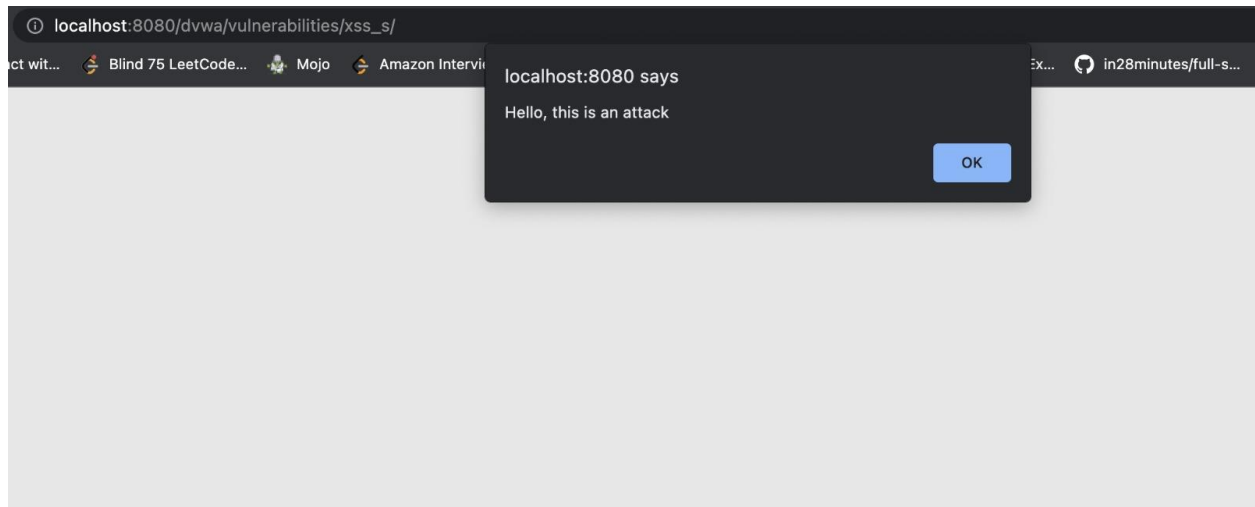 localhost:8080/dvwa/vulnerabilities/xss_s/
act wit... Blind 75 LeetCode... Mojo Amazon Intervi Ex... in28minutes/full-s...
localhost:8080 says
Hello, this is an attack
OK